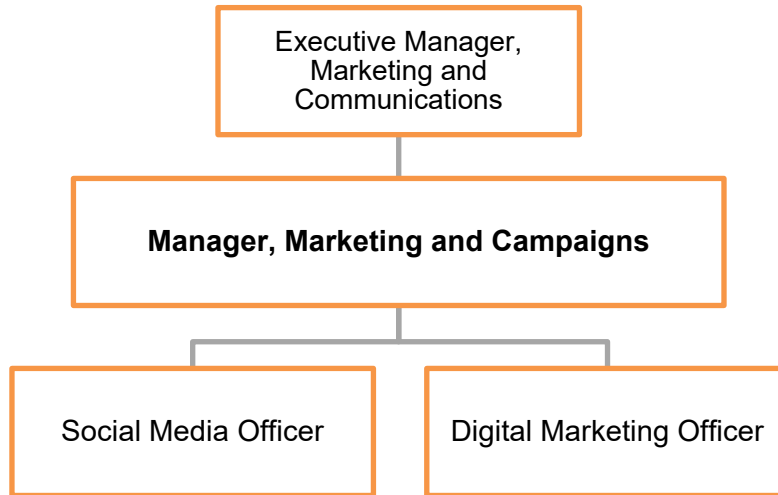 Executive Manager,
Marketing and
Communications
Manager, Marketing and Campaigns
Social Media Officer
Digital Marketing Officer